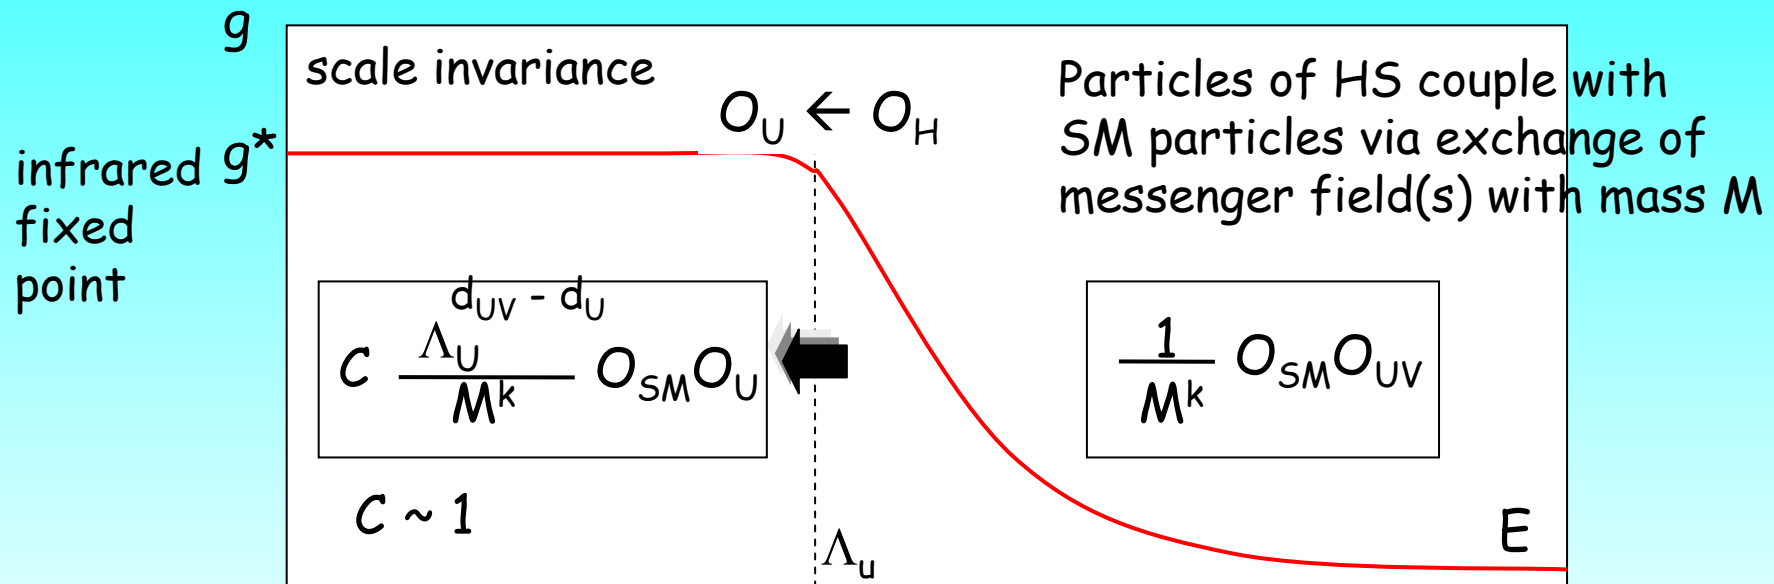 g
scale invariance
O_U ← O_H
Particles of HS couple with
SM particles via exchange of
messenger field(s) with mass M
g*
infrared
fixed
point
C Λ_U^{d_UV - d_U} / M^k O_SM O_U
1 / M^k O_SM O_UV
C ~ 1
Λ_u
E